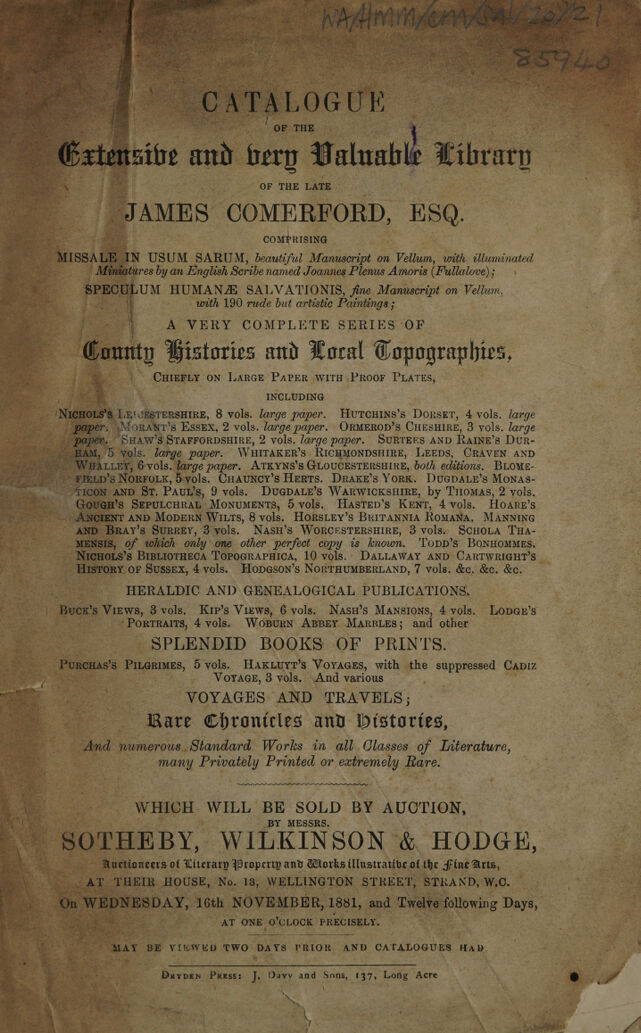 WA/HMM/CM/Sal/20/21
85940
CATALOGUE
OF THE
Extensive and very Valuable Library
OF THE LATE
JAMES COMERFORD, ESQ.
COMPRISING
MISSALE IN USUM SARUM, beautiful Manuscript on Vellum, with illuminated
Miniatures by an English Scribe named Joannes Plenus Amoris (Fullalove);
SPECULUM HUMANÆ SALVATIONIS, fine Manuscript on Vellum,
with 190 rude but artistic Paintings;
A VERY COMPLETE SERIES OF
County Histories and Local Topographies,
CHIEFLY ON LARGE PAPER WITH PROOF PLATES,
INCLUDING
NICHOLS'S LEICESTERSHIRE, 8 vols. large paper. HUTCHINS'S DORSET, 4 vols. large
paper. MORANT'S ESSEX, 2 vols. large paper. ORMEROD'S CHESHIRE, 3 vols. large
paper. SHAW'S STAFFORDSHIRE, 2 vols. large paper. SURTEES AND RAINE'S DUR-
HAM, 5 vols. large paper. WHITAKER'S RICHMONDSHIRE, LEEDS, CRAVEN AND
WHALLEY, 6 vols. large paper. ATKYNS'S GLOUCESTERSHIRE, both editions. BLOME-
FIELD'S NORFOLK, 5 vols. CHAUNCY'S HERTS. DRAKE'S YORK. DUGDALE'S MONAS-
TICON AND ST. PAUL'S, 9 vols. DUGDALE'S WARWICKSHIRE, by THOMAS, 2 vols.
GOUGH'S SEPULCHRAL MONUMENTS, 5 vols. HASTED'S KENT, 4 vols. HOARE'S
ANCIENT AND MODERN WILTS, 8 vols. HORSLEY'S BRITANNIA ROMANA. MANNING
AND BRAY'S SURREY, 3 vols. NASH'S WORCESTERSHIRE, 3 vols. SCHOLA THA-
MENSIS, of which only one other perfect copy is known. TODD'S BONHOMMES.
NICHOLS'S BIBLIOTHECA TOPOGRAPHICA, 10 vols. DALLAWAY AND CARTWRIGHT'S
HISTORY OF SUSSEX, 4 vols. HODGSON'S NORTHUMBERLAND, 7 vols. &c. &c. &c.
HERALDIC AND GENEALOGICAL PUBLICATIONS.
BUCK'S VIEWS, 3 vols. KIP'S VIEWS, 6 vols. NASH'S MANSIONS, 4 vols. LODGE'S
PORTRAITS, 4 vols. WOBURN ABBEY MARBLES; and other
SPLENDID BOOKS OF PRINTS.
PURCHAS'S PILGRIMES, 5 vols. HAKLUYT'S VOYAGES, with the suppressed CADIZ
VOYAGE, 3 vols. And various
VOYAGES AND TRAVELS;
Rare Chronicles and Histories,
And numerous Standard Works in all Classes of Literature,
many Privately Printed or extremely Rare.
WHICH WILL BE SOLD BY AUCTION,
BY MESSRS.
SOTHEBY, WILKINSON & HODGE,
Auctioneers of Literary Property and Works illustrative of the Fine Arts,
AT THEIR HOUSE, No. 13, WELLINGTON STREET, STRAND, W.C.
On WEDNESDAY, 16th NOVEMBER, 1881, and Twelve following Days,
AT ONE O'CLOCK PRECISELY.
MAY BE VIEWED TWO DAYS PRIOR AND CATALOGUES HAD
DRYDEN PRESS: J. Davy and Sons, 137, Long Acre